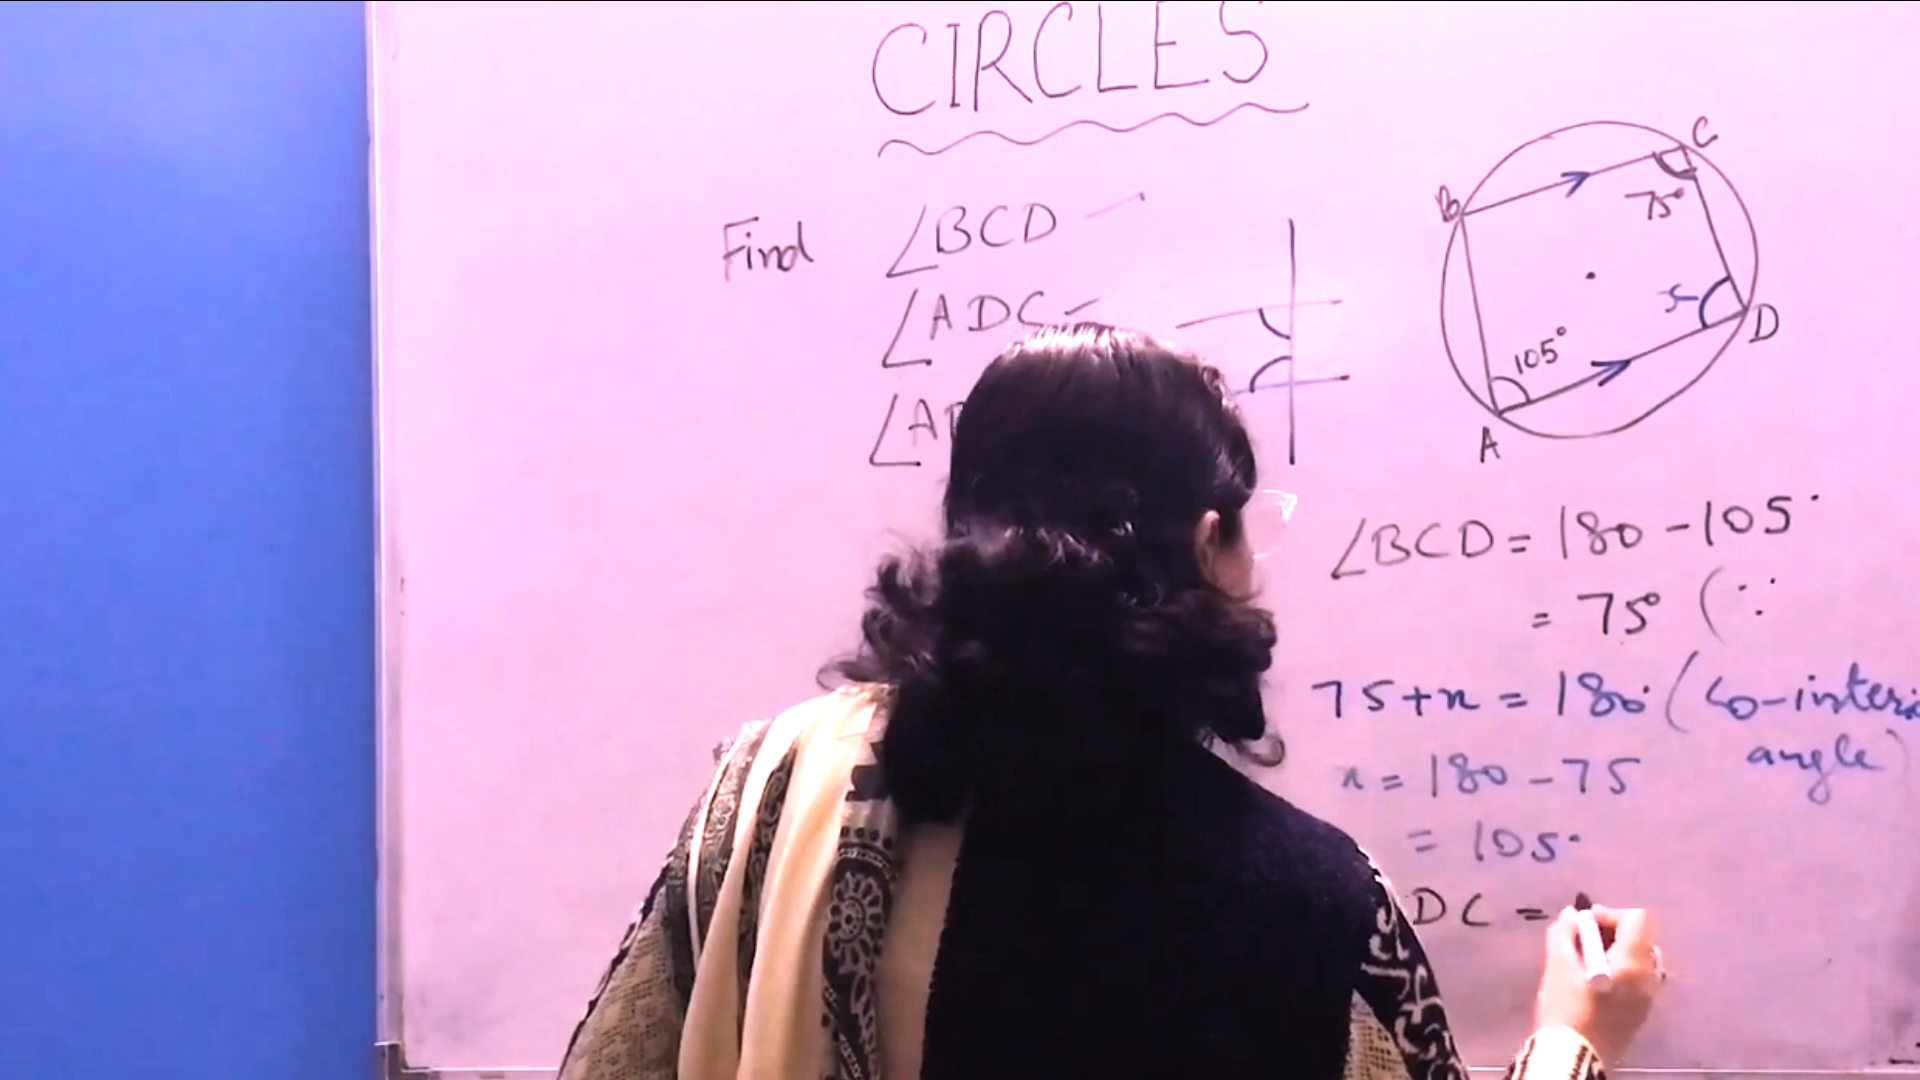 CIRCLES
Find ∠BCD
∠ADC
∠A
B
C
75°
x
D
105°
A
∠BCD = 180 - 105°
= 75° (∵
75 + x = 180° (co-interi
angle)
x = 180 - 75
= 105°
DC =